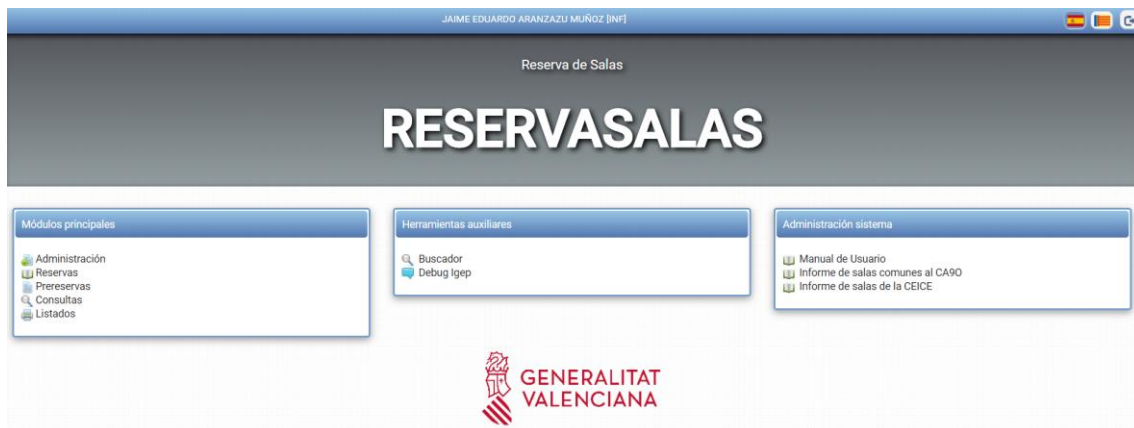 JAIME EDUARDO ARANZAZU MUÑOZ [INF]
Reserva de Salas
RESERVASALAS
Módulos principales
Administración
Reservas
Prereservas
Consultas
Listados
Herramientas auxiliares
Buscador
Debug Igep
Administración sistema
Manual de Usuario
Informe de salas comunes al CA9O
Informe de salas de la CEICE
GENERALITAT
VALENCIANA